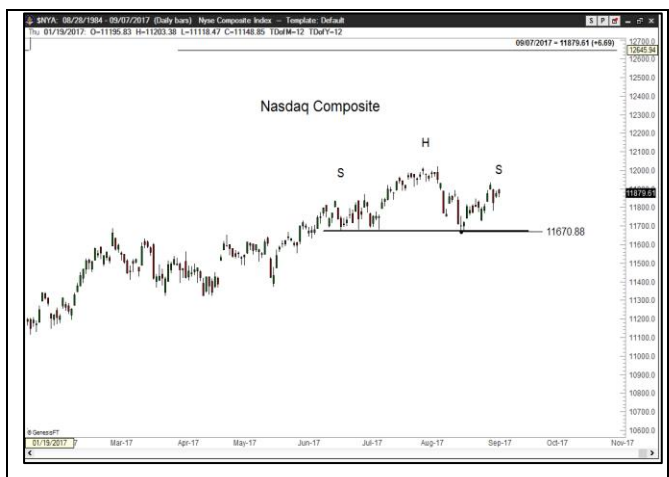 $NYA: 08/28/1984 - 09/07/2017 (Daily bars) Nyse Composite Index -- Template: Default
S P
Thu 01/19/2017: O=11195.83 H=11203.38 L=11118.47 C=11148.85 TDofM=12 TDofY=12
09/07/2017 = 11879.61 (+6.69)
12700.0
12645.94
12600.0
12500.0
12400.0
Nasdaq Composite
12300.0
12200.0
H
12100.0
S
S
12000.0
11900.0
11879.61
11800.0
11700.0
11670.88
11600.0
11500.0
11400.0
11300.0
11200.0
11100.0
11000.0
10900.0
10800.0
10700.0
10600.0
© GenesisFT
01/19/2017 7 Mar-17 Apr-17 May-17 Jun-17 Jul-17 Aug-17 Sep-17 Oct-17 Nov-17